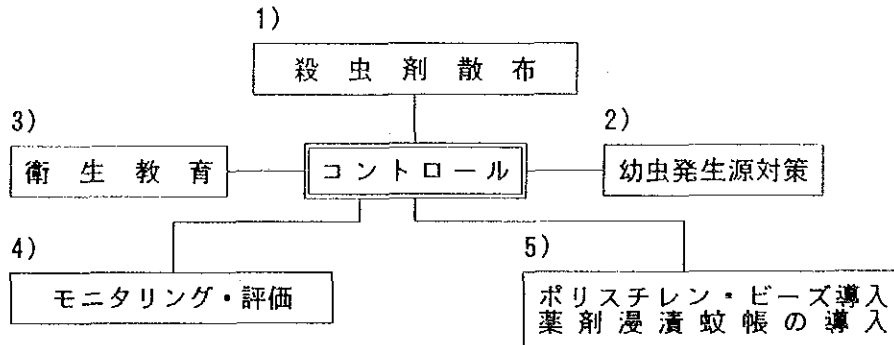 1)
殺虫剤散布
3)
2)
衛生教育
コントロール
幼虫発生源対策
4)
5)
モニタリング・評価
ポリスチレン・ビーズ導入
薬剤浸漬蚊帳の導入